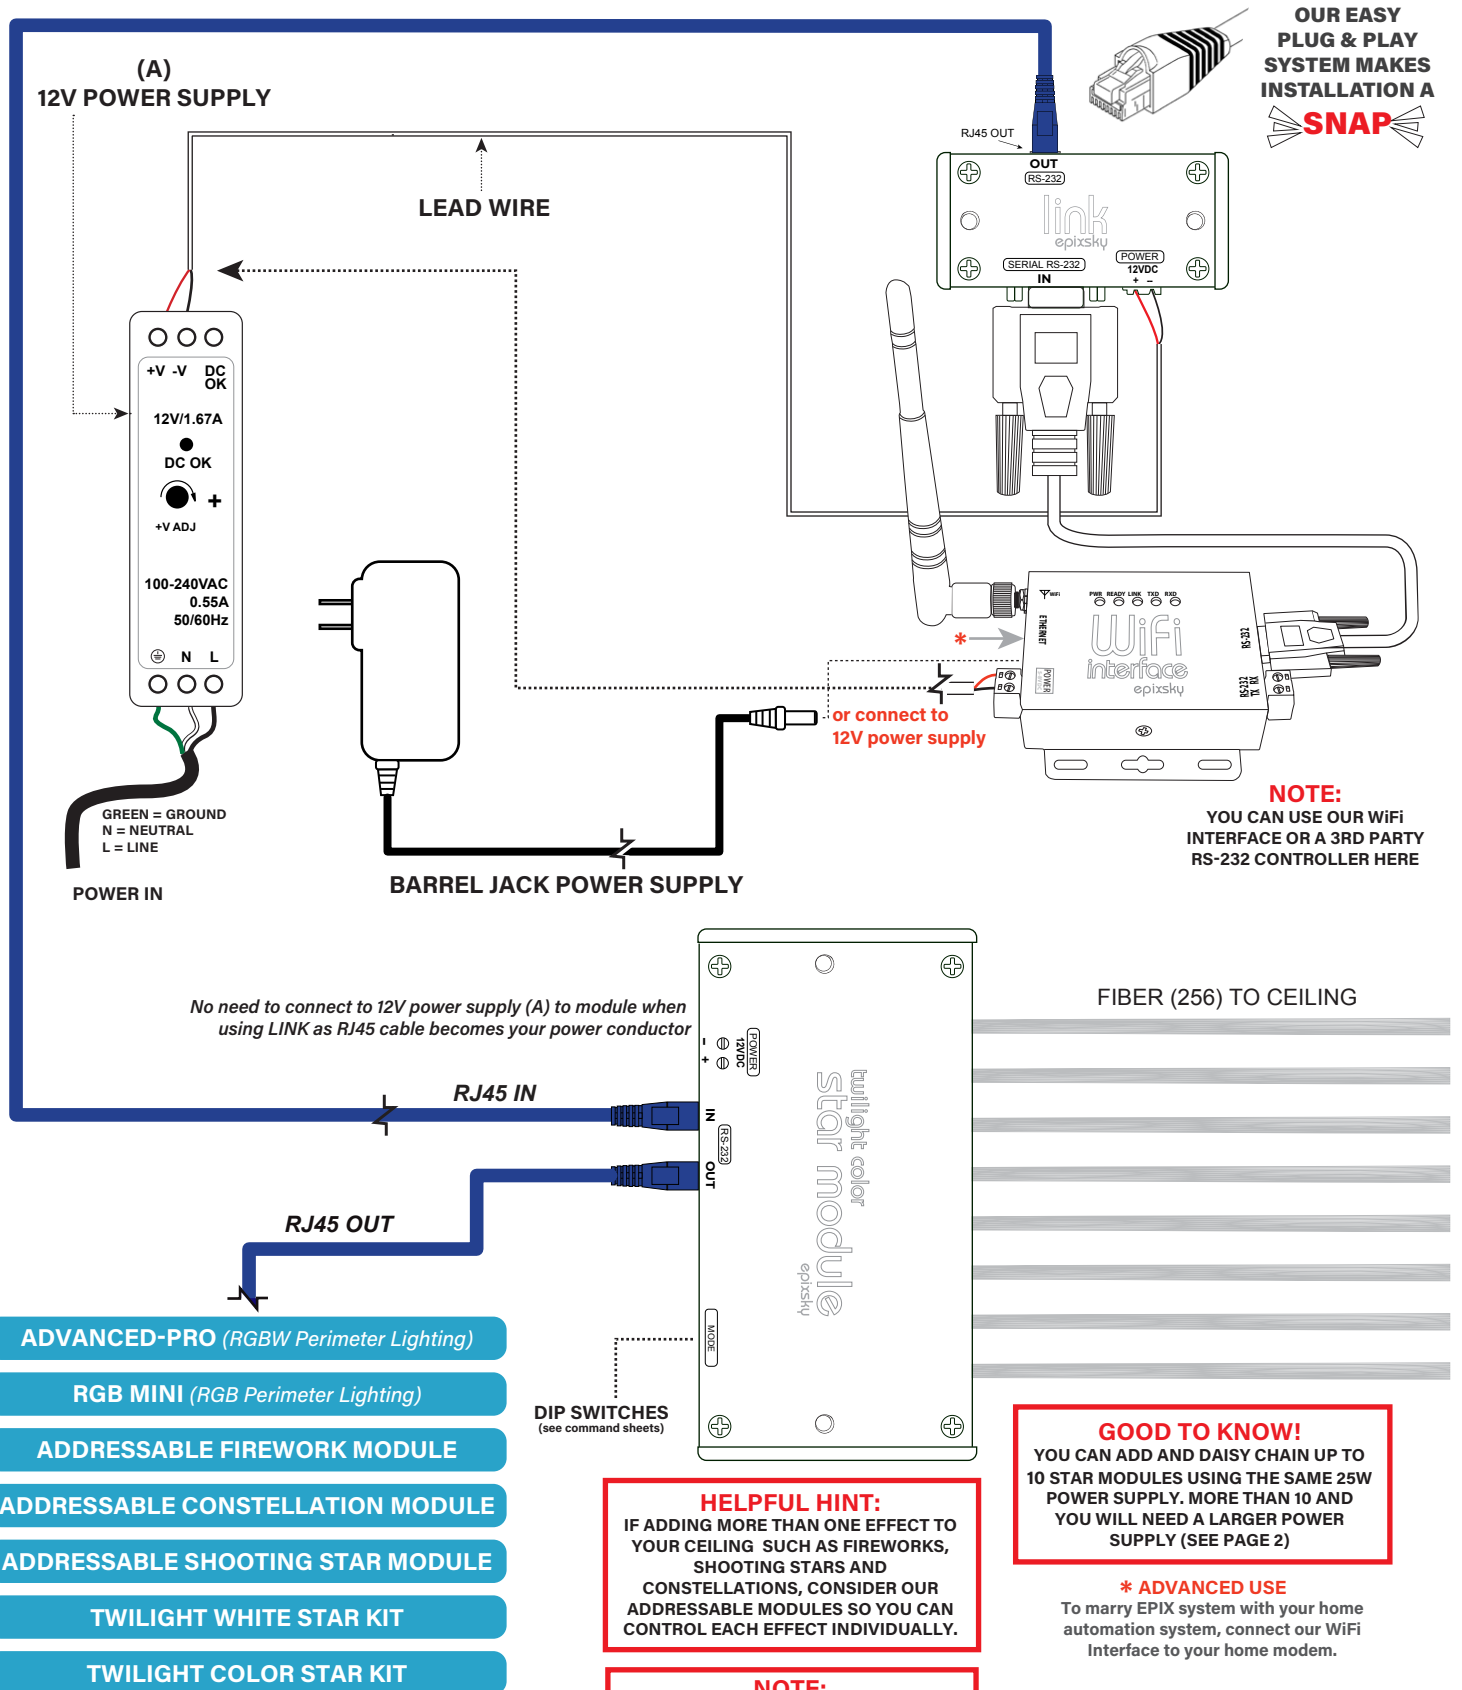 OUR EASY
PLUG & PLAY
SYSTEM MAKES
INSTALLATION A
SNAP
(A)
12V POWER SUPPLY
LEAD WIRE
RJ45 OUT
OUT
RS-232
link
epixsky
SERIAL RS-232
IN
POWER
12VDC
+ −
+V -V DC
OK
12V/1.67A
DC OK
+
+V ADJ
100-240VAC
0.55A
50/60Hz
N L
GREEN = GROUND
N = NEUTRAL
L = LINE
POWER IN
BARREL JACK POWER SUPPLY
WiFi
PWR READY LINK TXD RXD
ETHERNET
WiFi
interface
epixsky
POWER
RS-232
RS-232
TX RX
*
or connect to
12V power supply
NOTE:
YOU CAN USE OUR WiFi
INTERFACE OR A 3RD PARTY
RS-232 CONTROLLER HERE
No need to connect to 12V power supply (A) to module when
using LINK as RJ45 cable becomes your power conductor
- +
POWER
12VDC
RJ45 IN
IN
RS-232
OUT
RJ45 OUT
twilight color
star module
epixsky
MODE
DIP SWITCHES
(see command sheets)
FIBER (256) TO CEILING
ADVANCED-PRO (RGBW Perimeter Lighting)
RGB MINI (RGB Perimeter Lighting)
ADDRESSABLE FIREWORK MODULE
ADDRESSABLE CONSTELLATION MODULE
ADDRESSABLE SHOOTING STAR MODULE
TWILIGHT WHITE STAR KIT
TWILIGHT COLOR STAR KIT
HELPFUL HINT:
IF ADDING MORE THAN ONE EFFECT TO
YOUR CEILING SUCH AS FIREWORKS,
SHOOTING STARS AND
CONSTELLATIONS, CONSIDER OUR
ADDRESSABLE MODULES SO YOU CAN
CONTROL EACH EFFECT INDIVIDUALLY.
NOTE:
GOOD TO KNOW!
YOU CAN ADD AND DAISY CHAIN UP TO
10 STAR MODULES USING THE SAME 25W
POWER SUPPLY. MORE THAN 10 AND
YOU WILL NEED A LARGER POWER
SUPPLY (SEE PAGE 2)
* ADVANCED USE
To marry EPIX system with your home
automation system, connect our WiFi
Interface to your home modem.